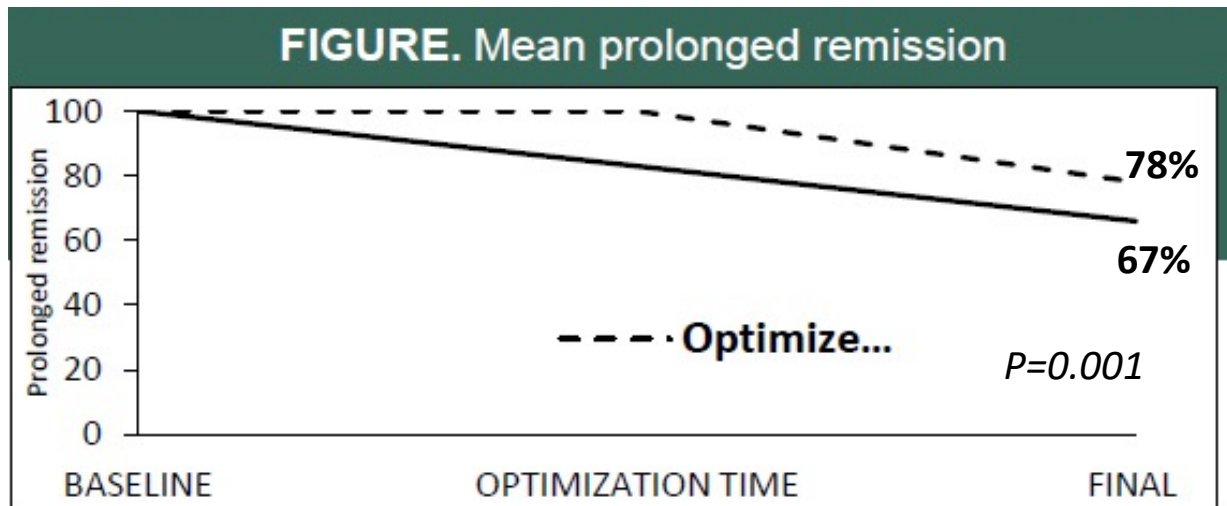 FIGURE. Mean prolonged remission
Prolonged remission
100
80
60
40
20
0
78%
67%
Optimize...
P=0.001
BASELINE
OPTIMIZATION TIME
FINAL